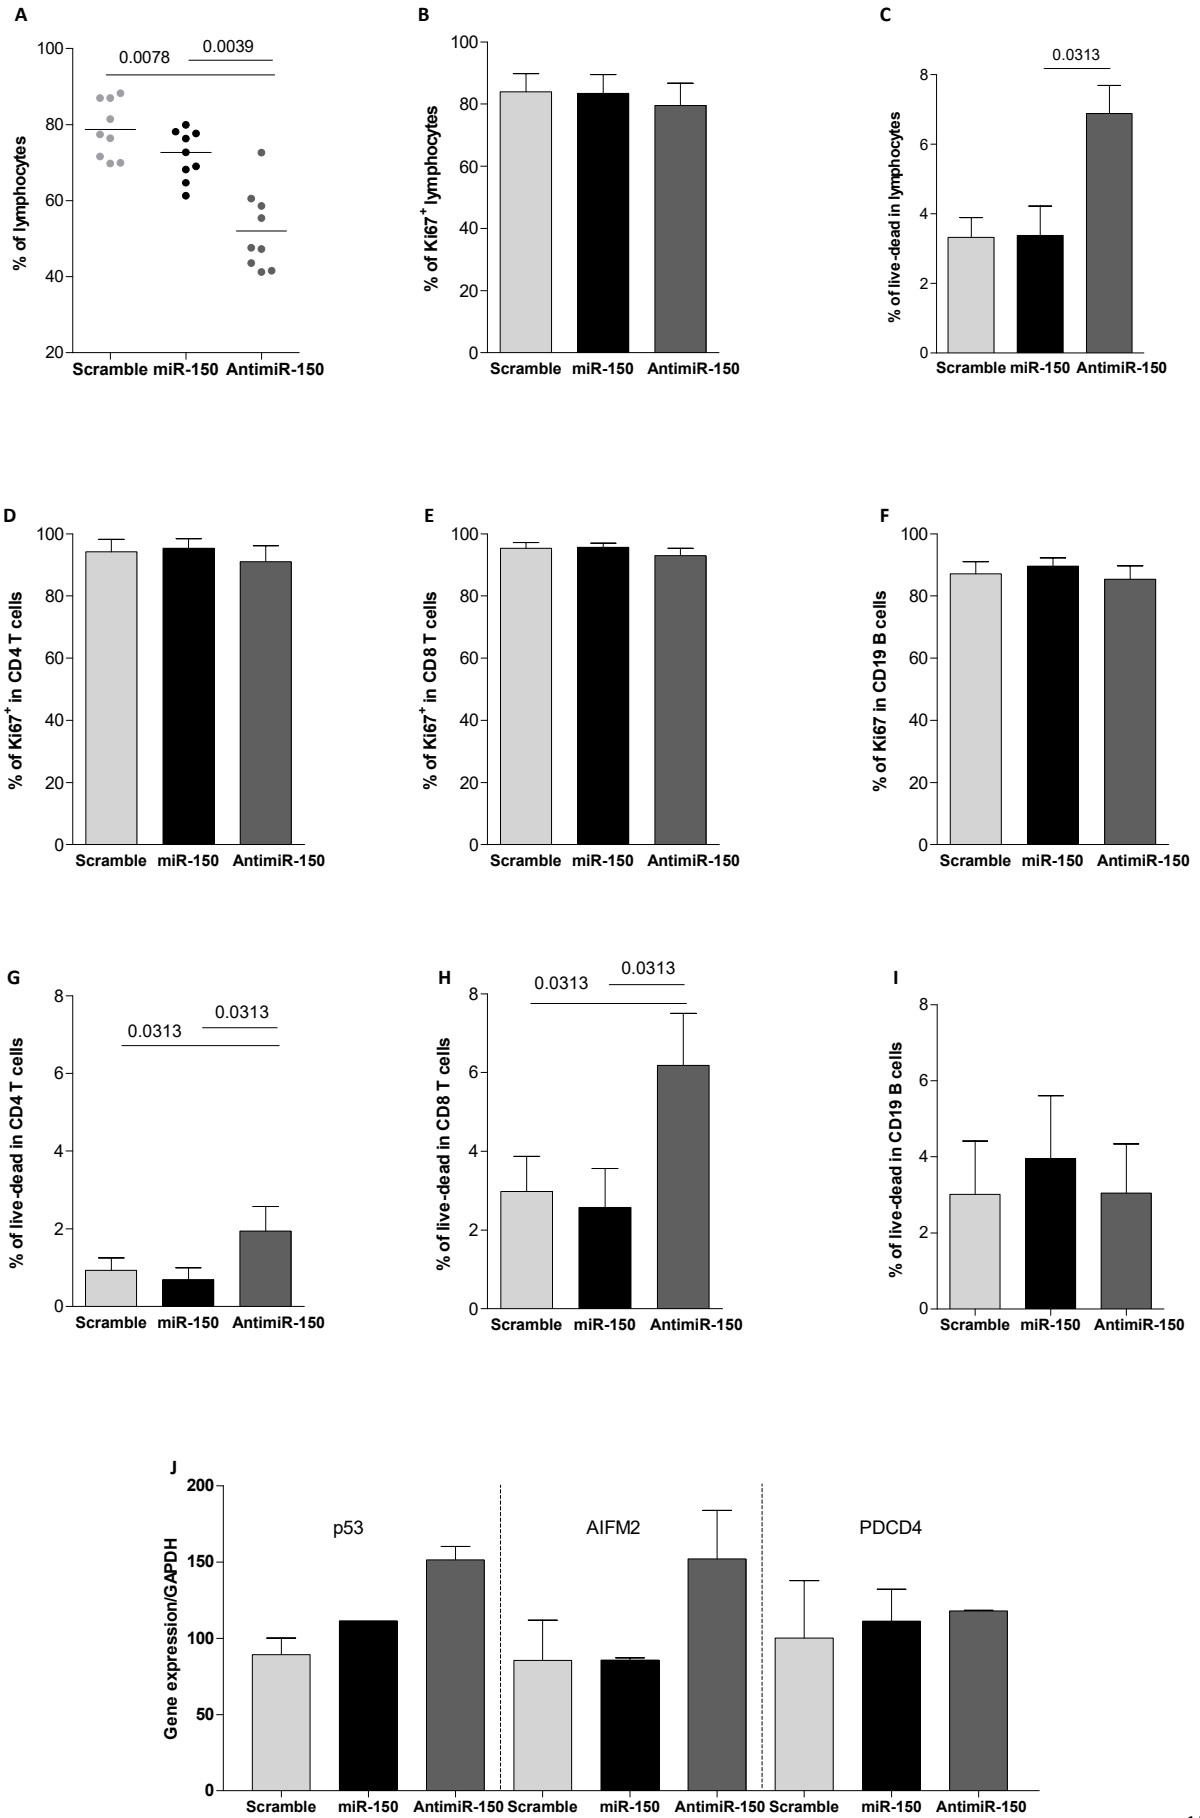 A
% of lymphocytes
100
80
60
40
20
0.0078
0.0039
Scramble miR-150 AntimiR-150
B
% of Ki67+ lymphocytes
100
80
60
40
20
0
Scramble miR-150 AntimiR-150
C
% of live-dead in lymphocytes
8
6
4
2
0
0.0313
Scramble miR-150 AntimiR-150
D
% of Ki67+ in CD4 T cells
100
80
60
40
20
0
Scramble miR-150 AntimiR-150
E
% of Ki67+ in CD8 T cells
100
80
60
40
20
0
Scramble miR-150 AntimiR-150
F
% of Ki67 in CD19 B cells
100
80
60
40
20
0
Scramble miR-150 AntimiR-150
G
% of live-dead in CD4 T cells
8
6
4
2
0
0.0313
0.0313
Scramble miR-150 AntimiR-150
H
% of live-dead in CD8 T cells
8
6
4
2
0
0.0313
0.0313
Scramble miR-150 AntimiR-150
I
% of live-dead in CD19 B cells
8
6
4
2
0
Scramble miR-150 AntimiR-150
J
Gene expression/GAPDH
200
150
100
50
0
p53
AIFM2
PDCD4
Scramble miR-150 AntimiR-150 Scramble miR-150 AntimiR-150 Scramble miR-150 AntimiR-150